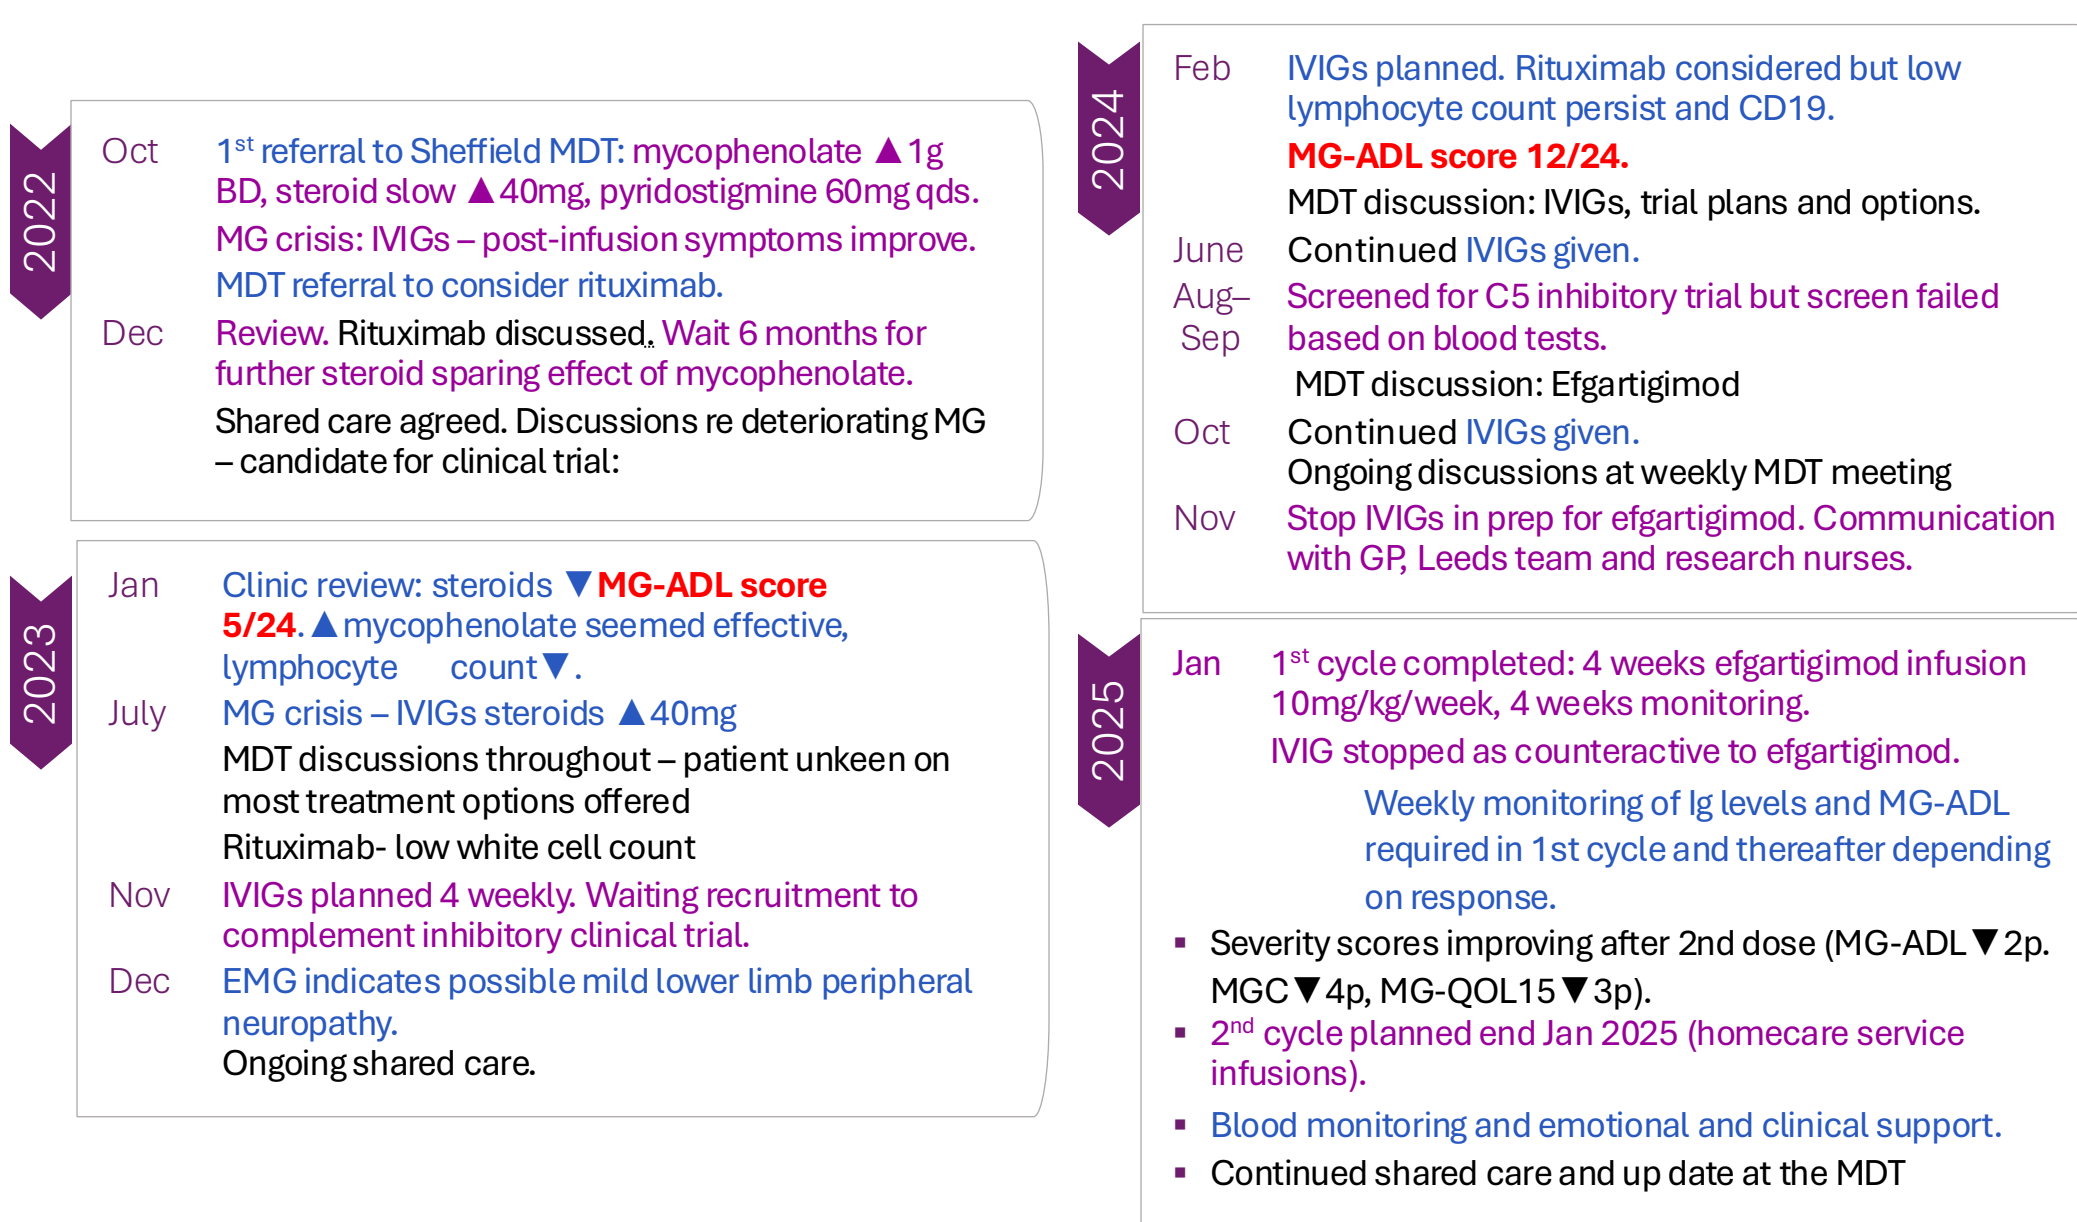 2022
Oct
1st referral to Sheffield MDT: mycophenolate ▲1g
BD, steroid slow ▲40mg, pyridostigmine 60mg qds.
MG crisis: IVIGs – post-infusion symptoms improve.
MDT referral to consider rituximab.
Dec
Review. Rituximab discussed. Wait 6 months for
further steroid sparing effect of mycophenolate.
Shared care agreed. Discussions re deteriorating MG
– candidate for clinical trial:
2023
Jan
Clinic review: steroids ▼MG-ADL score
5/24. ▲mycophenolate seemed effective,
lymphocyte count▼.
July
MG crisis – IVIGs steroids ▲40mg
MDT discussions throughout – patient unkeen on
most treatment options offered
Rituximab- low white cell count
Nov
IVIGs planned 4 weekly. Waiting recruitment to
complement inhibitory clinical trial.
Dec
EMG indicates possible mild lower limb peripheral
neuropathy.
Ongoing shared care.
2024
Feb
IVIGs planned. Rituximab considered but low
lymphocyte count persist and CD19.
MG-ADL score 12/24.
MDT discussion: IVIGs, trial plans and options.
June
Continued IVIGs given.
Aug–
Sep
Screened for C5 inhibitory trial but screen failed
based on blood tests.
MDT discussion: Efgartigimod
Oct
Continued IVIGs given.
Ongoing discussions at weekly MDT meeting
Nov
Stop IVIGs in prep for efgartigimod. Communication
with GP, Leeds team and research nurses.
2025
Jan
1st cycle completed: 4 weeks efgartigimod infusion
10mg/kg/week, 4 weeks monitoring.
IVIG stopped as counteractive to efgartigimod.
Weekly monitoring of Ig levels and MG-ADL
required in 1st cycle and thereafter depending
on response.
▪ Severity scores improving after 2nd dose (MG-ADL▼2p.
MGC▼4p, MG-QOL15▼3p).
▪ 2nd cycle planned end Jan 2025 (homecare service
infusions).
▪ Blood monitoring and emotional and clinical support.
▪ Continued shared care and up date at the MDT